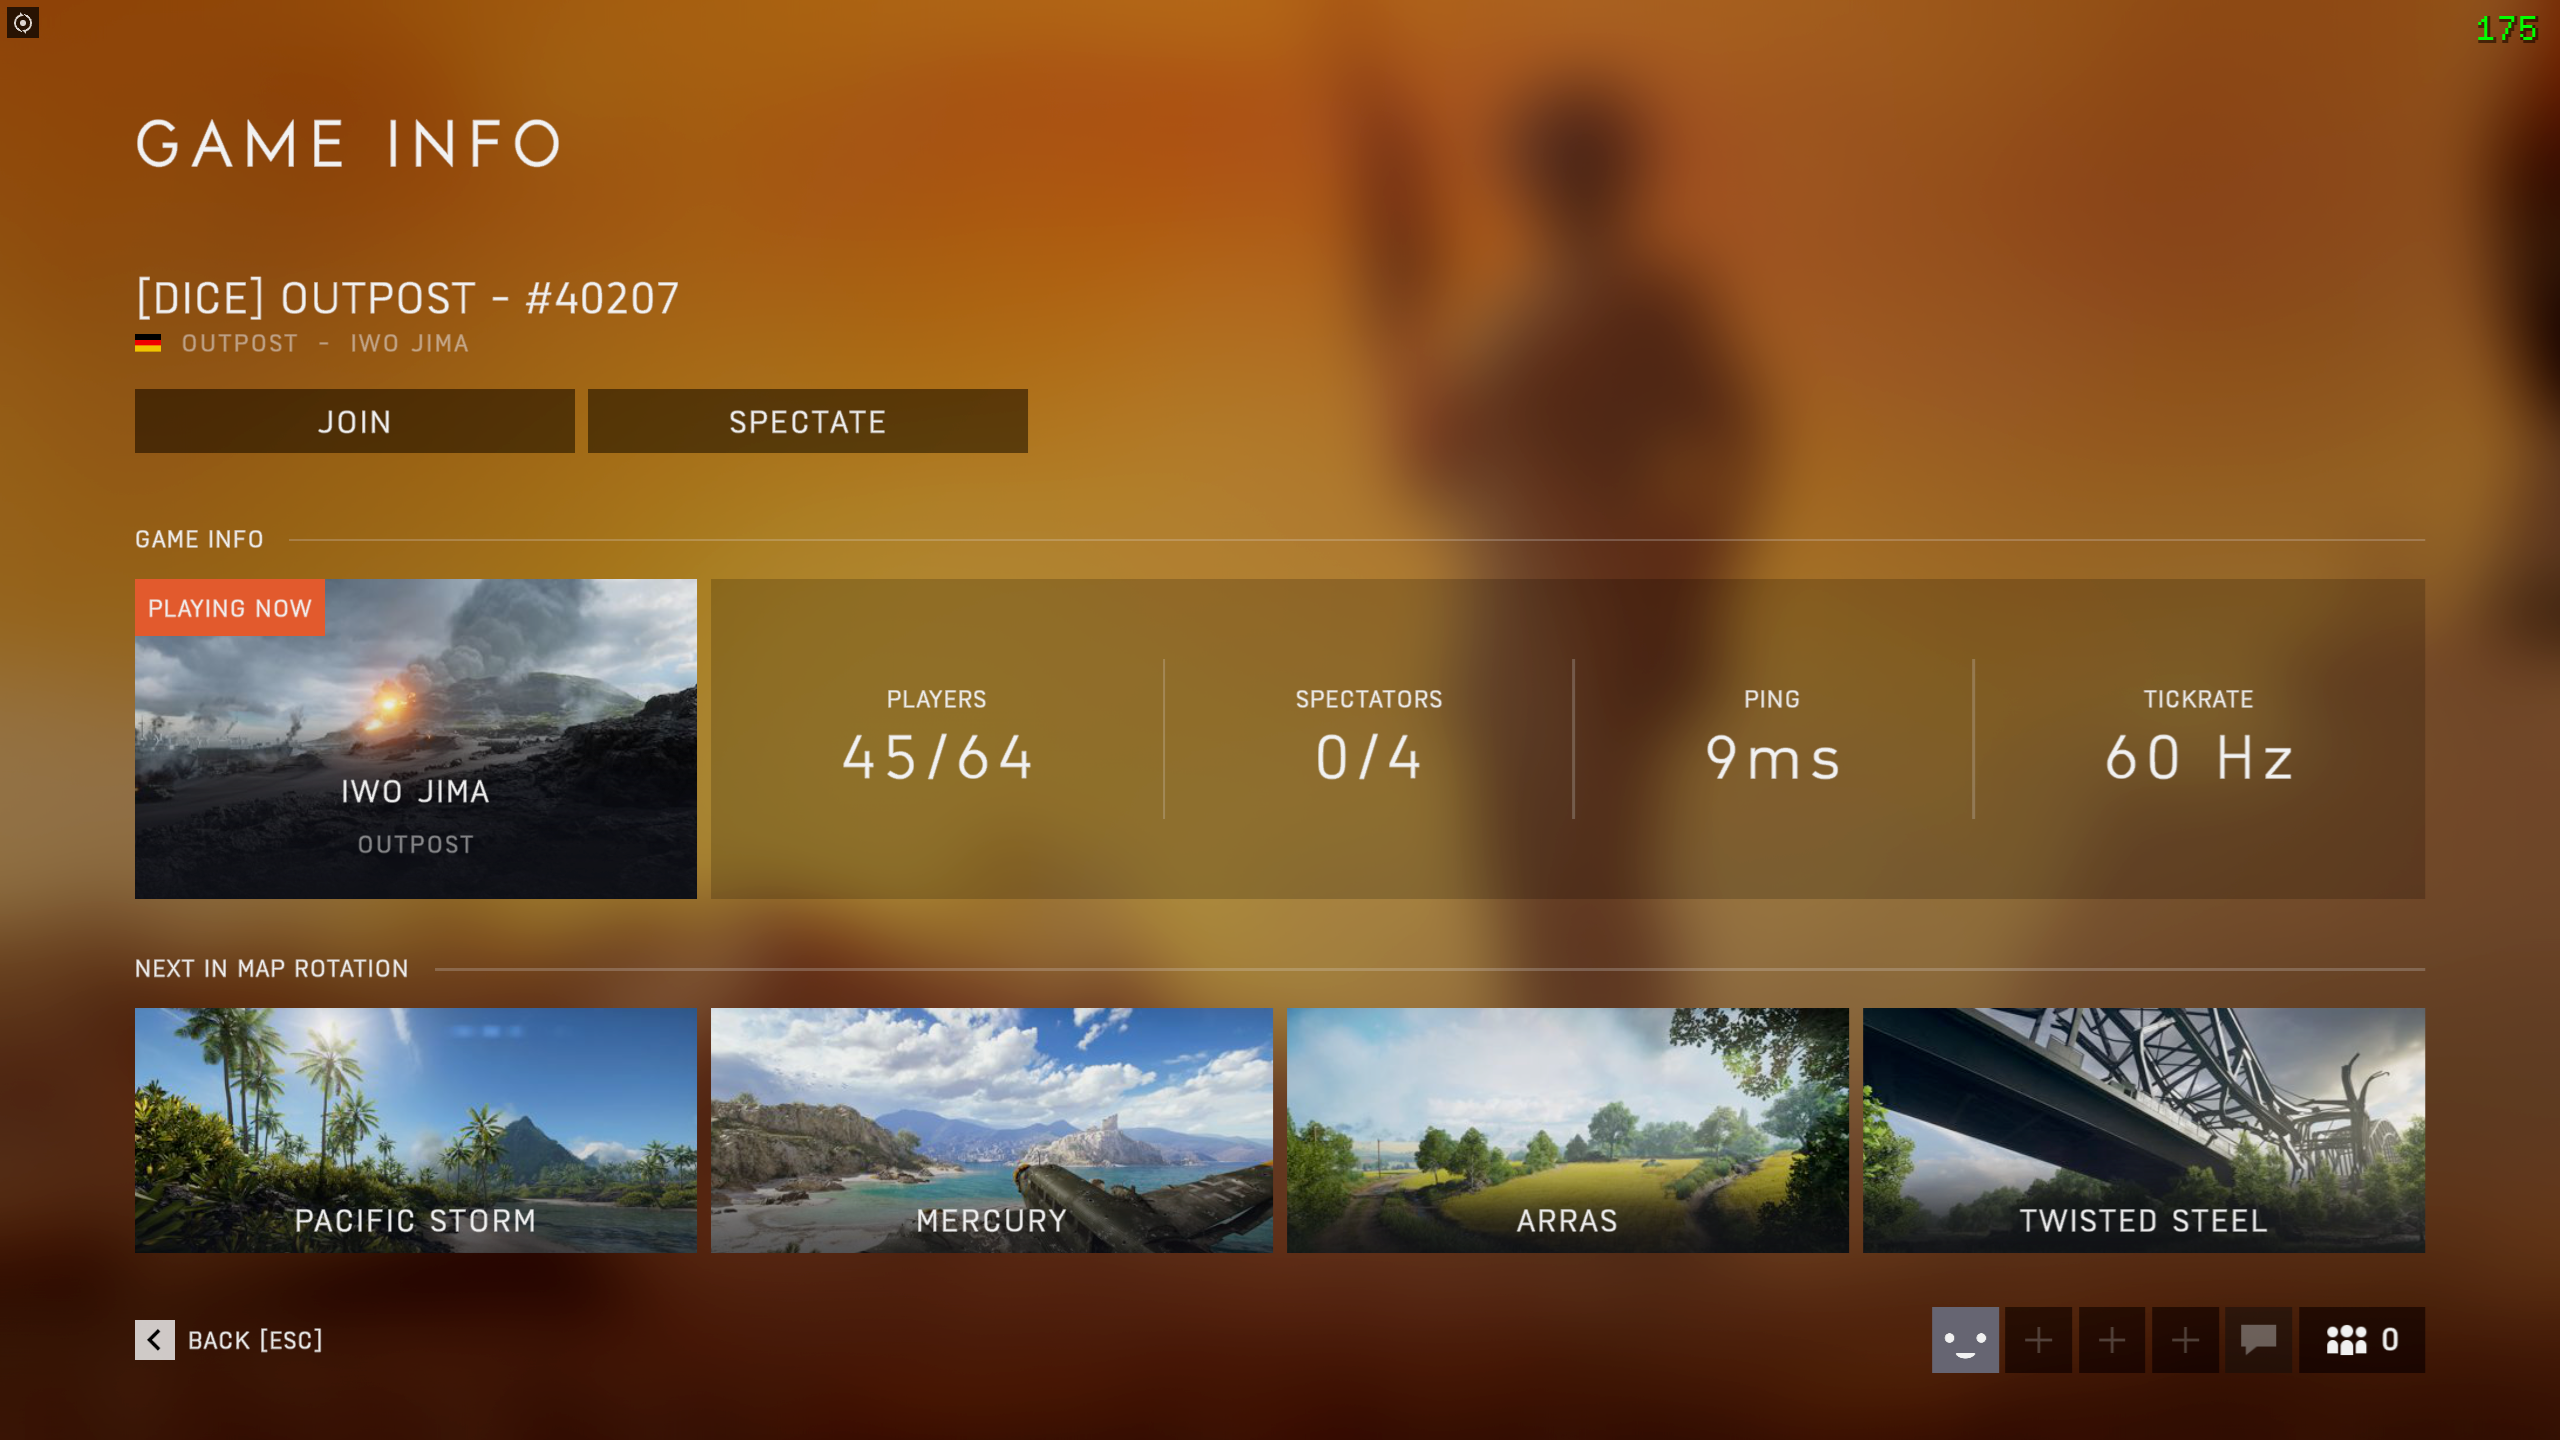 175
GAME INFO
[DICE] OUTPOST - #40207
OUTPOST - IWO JIMA
JOIN
SPECTATE
GAME INFO
PLAYING NOW
IWO JIMA
OUTPOST
PLAYERS
45/64
SPECTATORS
0/4
PING
9ms
TICKRATE
60 Hz
NEXT IN MAP ROTATION
PACIFIC STORM
MERCURY
ARRAS
TWISTED STEEL
BACK [ESC]
0